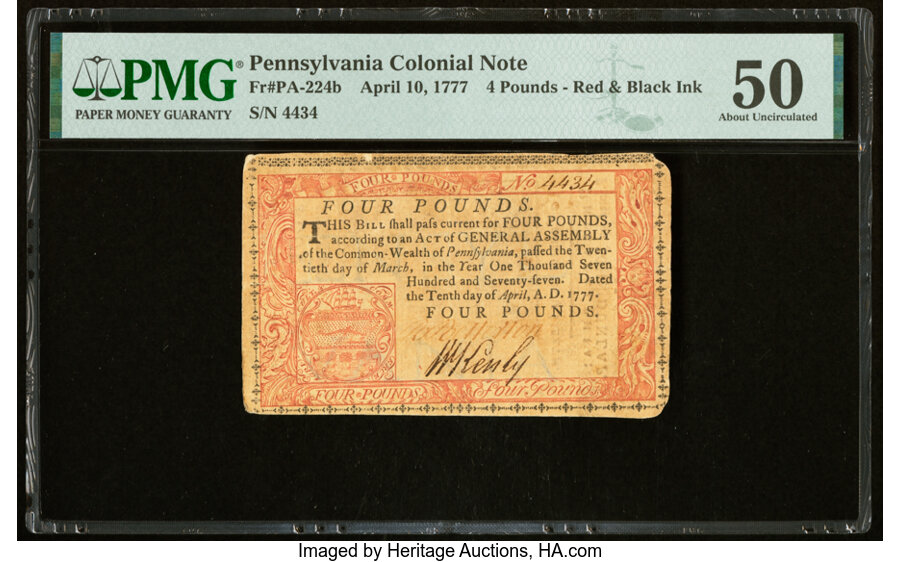 PMG®
PAPER MONEY GUARANTY
Pennsylvania Colonial Note
Fr#PA-224b April 10, 1777 4 Pounds - Red & Black Ink
S/N 4434
50
About Uncirculated
FOUR POUNDS
No 4434
FOUR POUNDS.
THIS BILL ſhall paſs current for FOUR POUNDS,
according to an ACT of GENERAL ASSEMBLY
of the Common-Wealth of Pennſylvania, paſſed the Twen-
tieth day of March, in the Year One Thouſand Seven
Hundred and Seventy-ſeven. Dated
the Tenth day of April, A.D. 1777.
FOUR POUNDS.
Wm Kenly
FOUR-POUNDS.
Four Pounds
Imaged by Heritage Auctions, HA.com